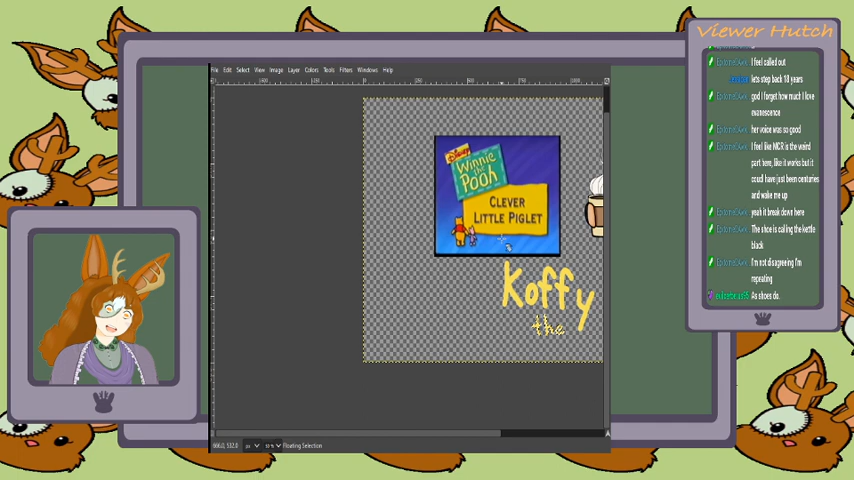 Viewer Hutch
I feel called out
lets step back 18 years
god I forget how much I love
evanescence
her voice was so good
I feel like MCR is the weird
part here, like it works but it
coud have just been centuries
and wake me up
yeah it break down here
The shoe is calling the kettle
black
I'm not disagreeing I'm
repeating
As shoes do.
File Edit Select View Image Layer Colors Tools Filters Windows Help
Disney
Winnie
the
Pooh
CLEVER
LITTLE PIGLET
Koffy
the
px
Floating Selection